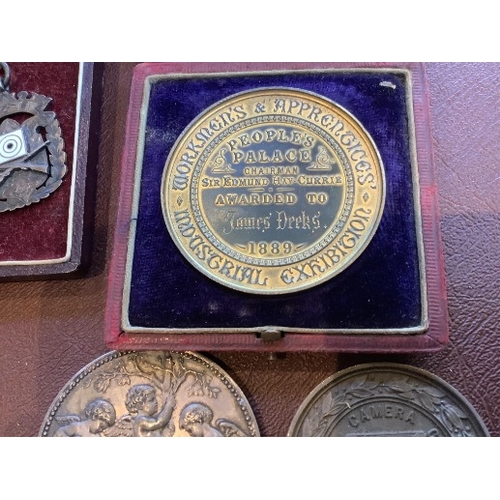 WORKMEN'S & APPRENTICES'
INDUSTRIAL EXHIBITION
PEOPLE'S
PALACE
CHAIRMAN
SIR EDMUND HAY CURRIE
AWARDED TO
James Deeks.
1889
CAMERA